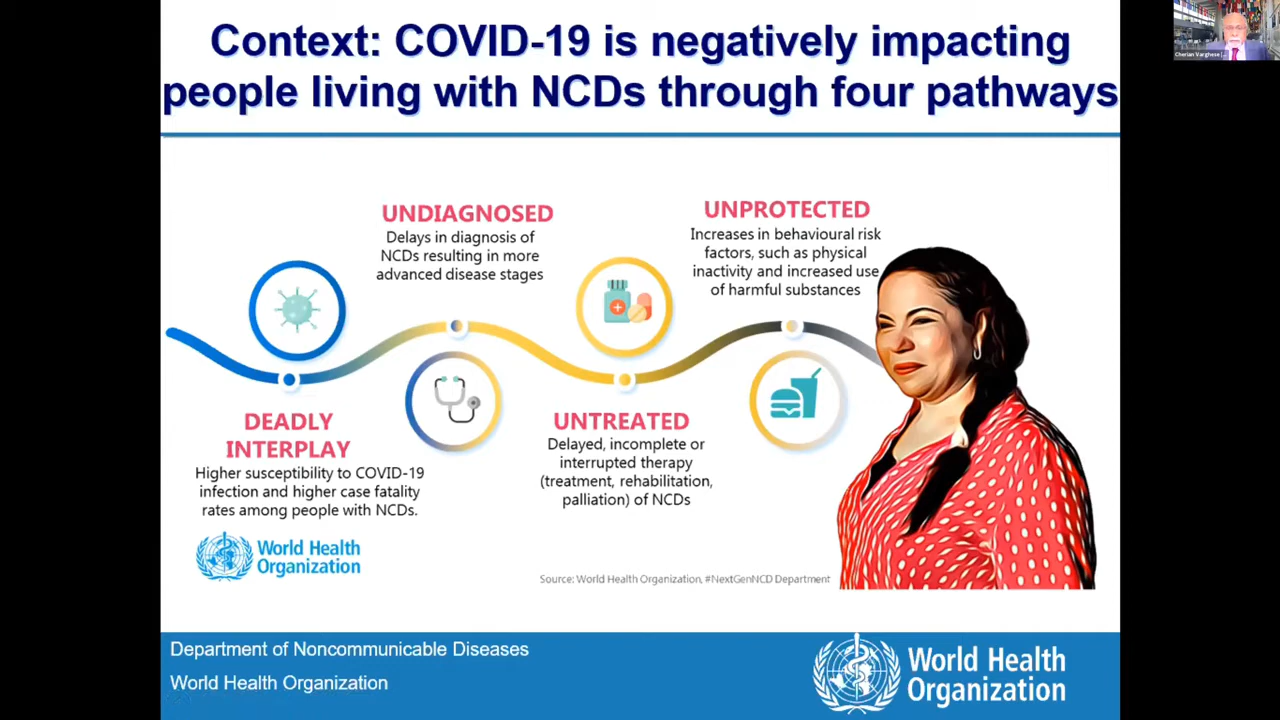 Context: COVID-19 is negatively impacting
people living with NCDs through four pathways
Cherian Varghese
UNDIAGNOSED
Delays in diagnosis of
NCDs resulting in more
advanced disease stages
UNPROTECTED
Increases in behavioural risk
factors, such as physical
inactivity and increased use
of harmful substances
DEADLY
INTERPLAY
Higher susceptibility to COVID-19
infection and higher case fatality
rates among people with NCDs.
UNTREATED
Delayed, incomplete or
interrupted therapy
(treatment, rehabilitation,
palliation) of NCDs
World Health
Organization
Source: World Health Organization, #NextGenNCD Department
Department of Noncommunicable Diseases
World Health Organization
World Health
Organization